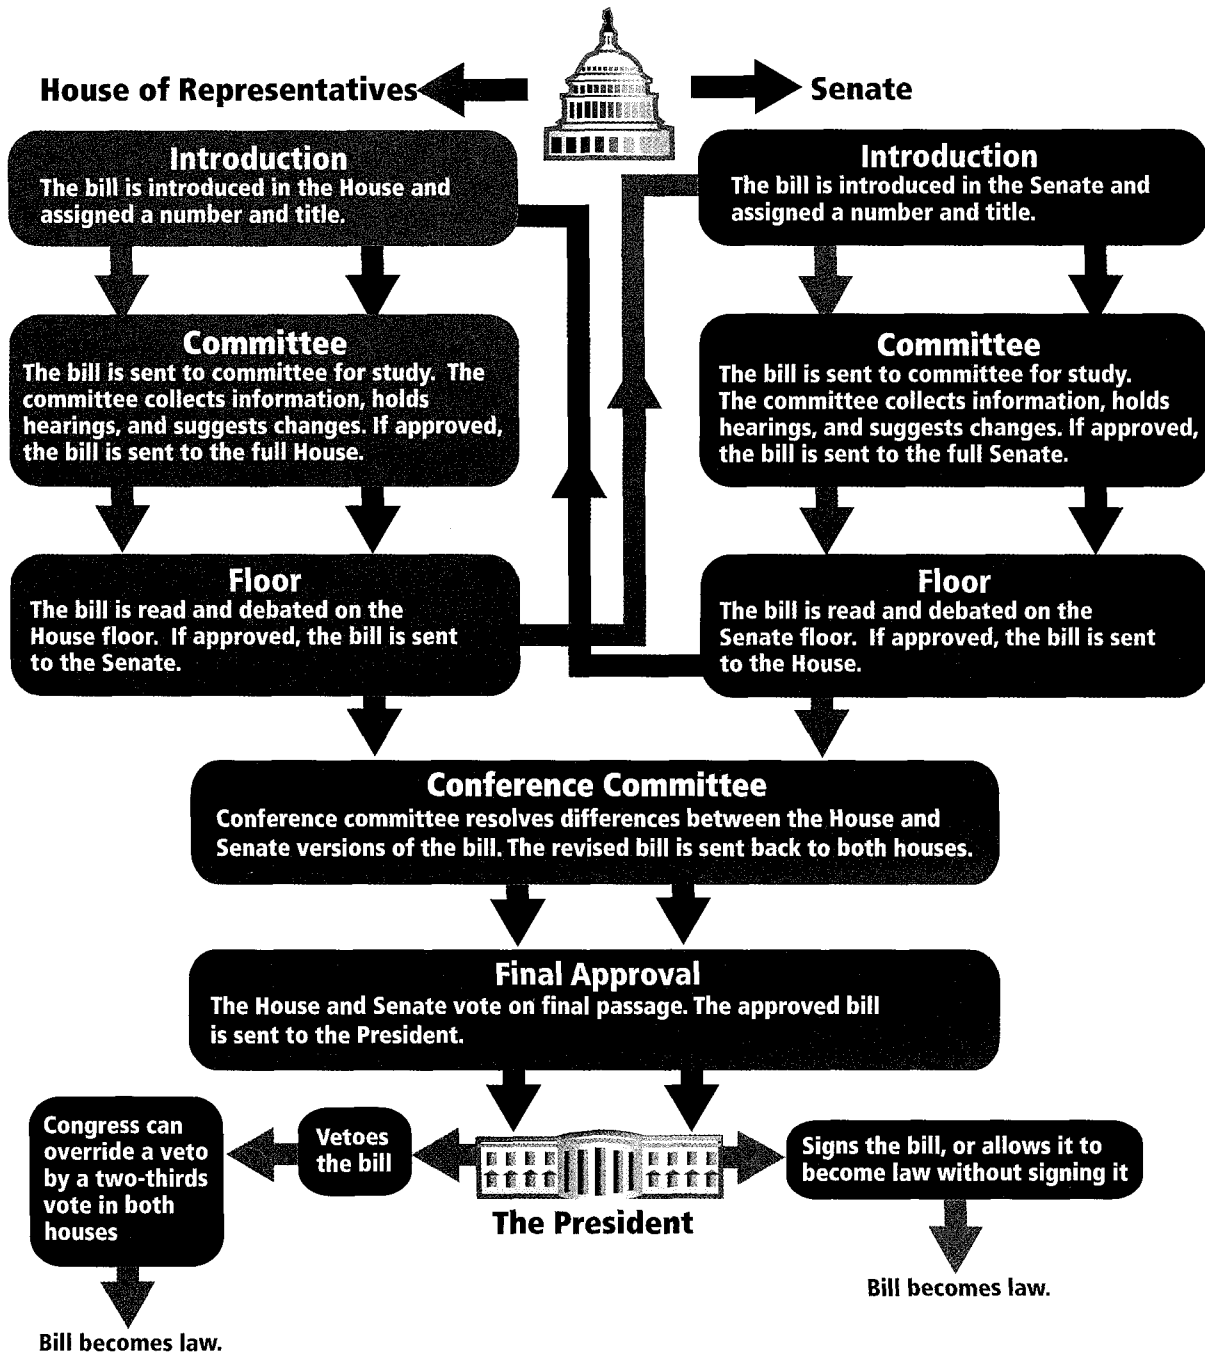 House of Representatives
Senate
Introduction
The bill is introduced in the House and
assigned a number and title.
Introduction
The bill is introduced in the Senate and
assigned a number and title.
Committee
The bill is sent to committee for study. The
committee collects information, holds
hearings, and suggests changes. If approved,
the bill is sent to the full House.
Committee
The bill is sent to committee for study.
The committee collects information, holds
hearings, and suggests changes. If approved,
the bill is sent to the full Senate.
Floor
The bill is read and debated on the
House floor. If approved, the bill is sent
to the Senate.
Floor
The bill is read and debated on the
Senate floor. If approved, the bill is sent
to the House.
Conference Committee
Conference committee resolves differences between the House and
Senate versions of the bill. The revised bill is sent back to both houses.
Final Approval
The House and Senate vote on final passage. The approved bill
is sent to the President.
Congress can
override a veto
by a two-thirds
vote in both
houses
Vetoes
the bill
The President
Signs the bill, or allows it to
become law without signing it
Bill becomes law.
Bill becomes law.